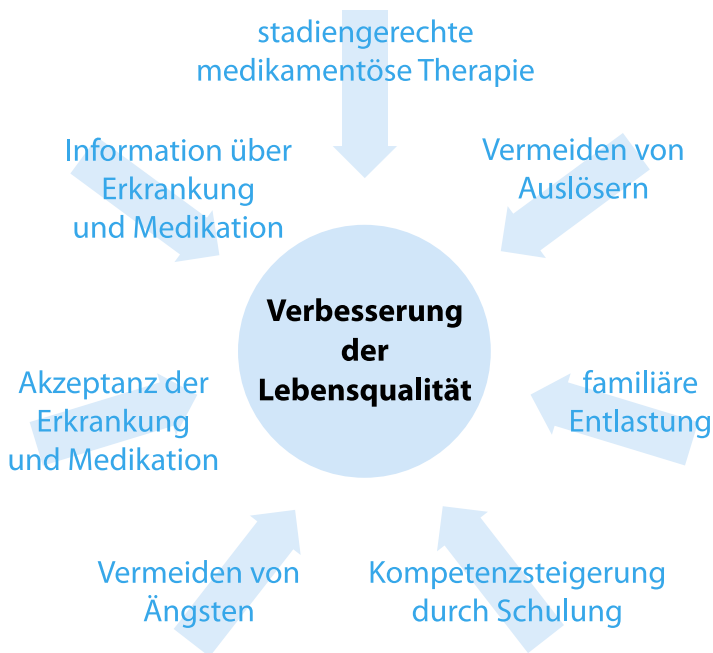 stadiengerechte
medikamentöse Therapie
Information über
Erkrankung
und Medikation
Vermeiden von
Auslösern
Verbesserung
der
Lebensqualität
Akzeptanz der
Erkrankung
und Medikation
familiäre
Entlastung
Vermeiden von
Ängsten
Kompetenzsteigerung
durch Schulung